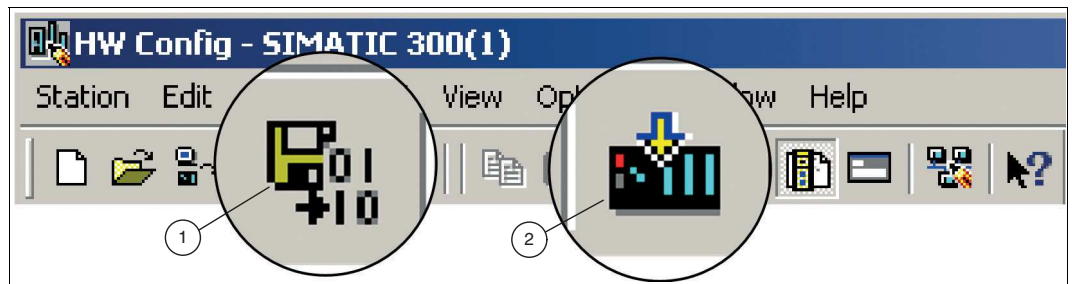 HW Config - SIMATIC 300(1)
Station Edit View Op ow Help
01
10
?
1
2